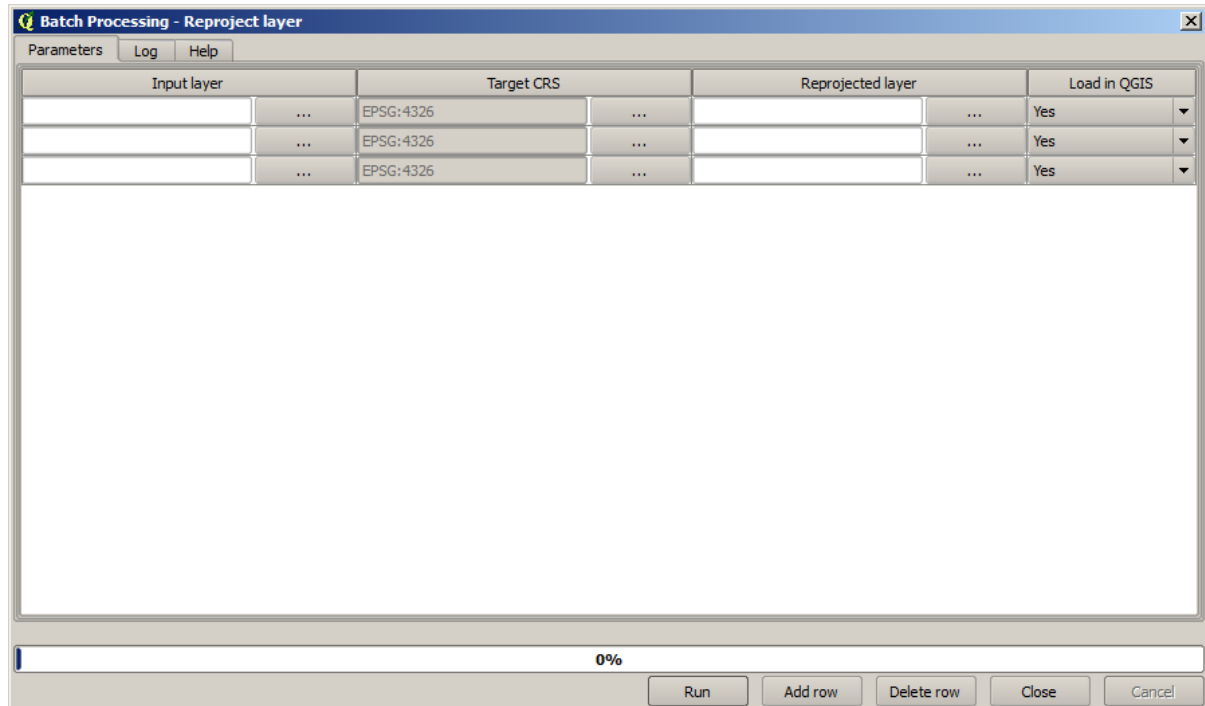 Batch Processing - Reproject layer
Parameters Log Help
Input layer Target CRS Reprojected layer Load in QGIS
... EPSG:4326 ... ... Yes
... EPSG:4326 ... ... Yes
... EPSG:4326 ... ... Yes
0%
Run Add row Delete row Close Cancel